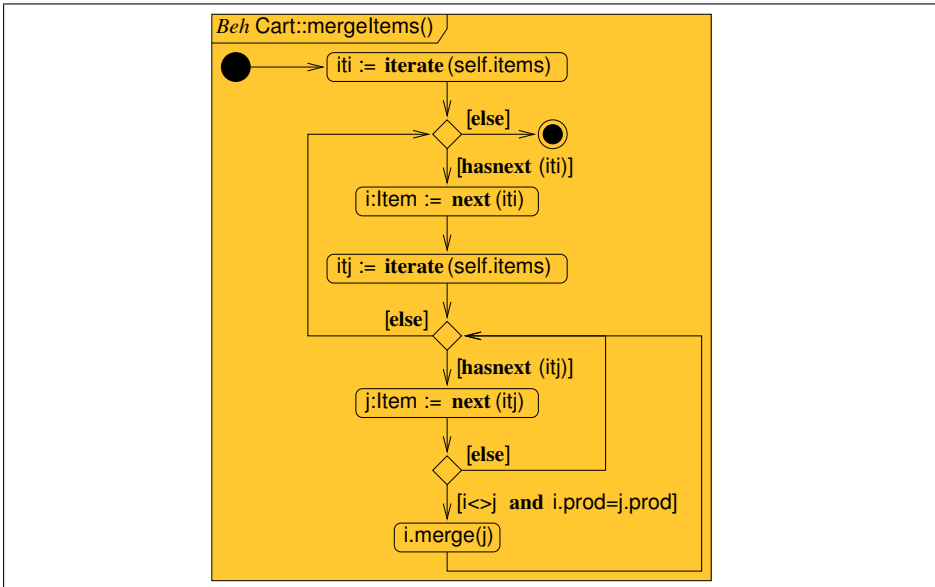 Beh Cart::mergeItems()
iti := iterate (self.items)
[else]
[hasnext (iti)]
i:Item := next (iti)
itj := iterate (self.items)
[else]
[hasnext (itj)]
j:Item := next (itj)
[else]
[i<>j and i.prod=j.prod]
i.merge(j)